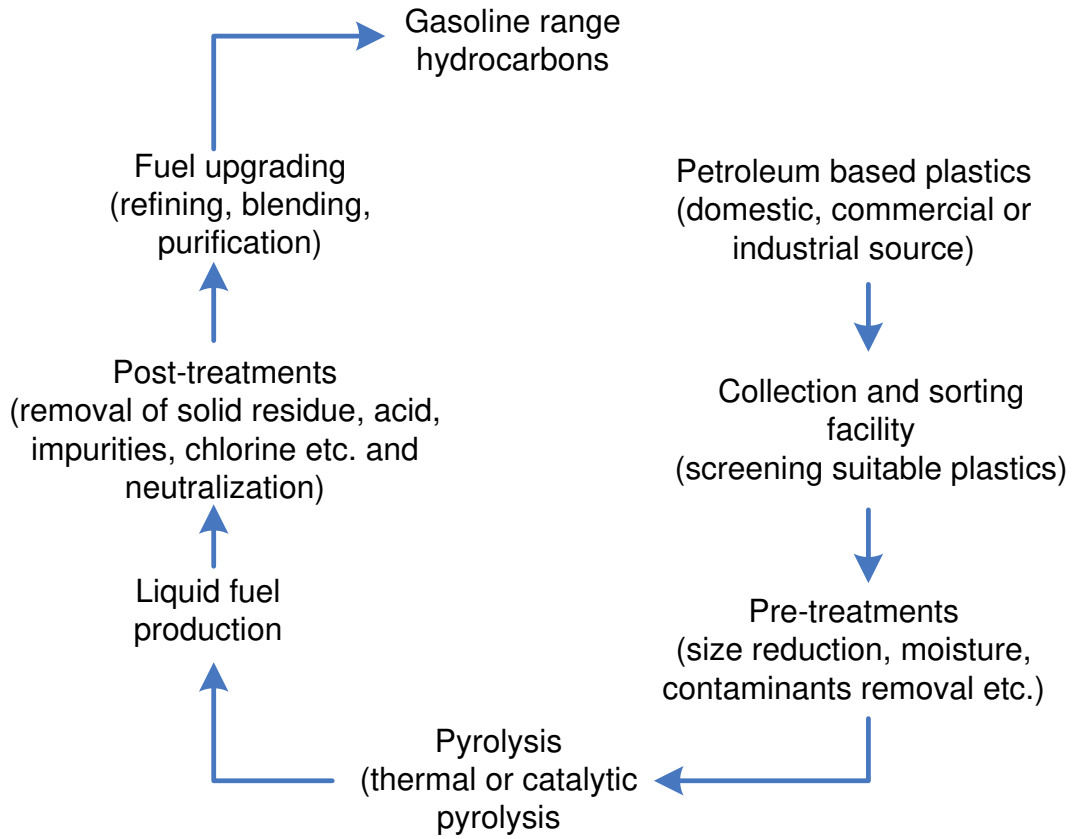 Gasoline range
hydrocarbons
Fuel upgrading
(refining, blending,
purification)
Petroleum based plastics
(domestic, commercial or
industrial source)
Post-treatments
(removal of solid residue, acid,
impurities, chlorine etc. and
neutralization)
Collection and sorting
facility
(screening suitable plastics)
Liquid fuel
production
Pre-treatments
(size reduction, moisture,
contaminants removal etc.)
Pyrolysis
(thermal or catalytic
pyrolysis